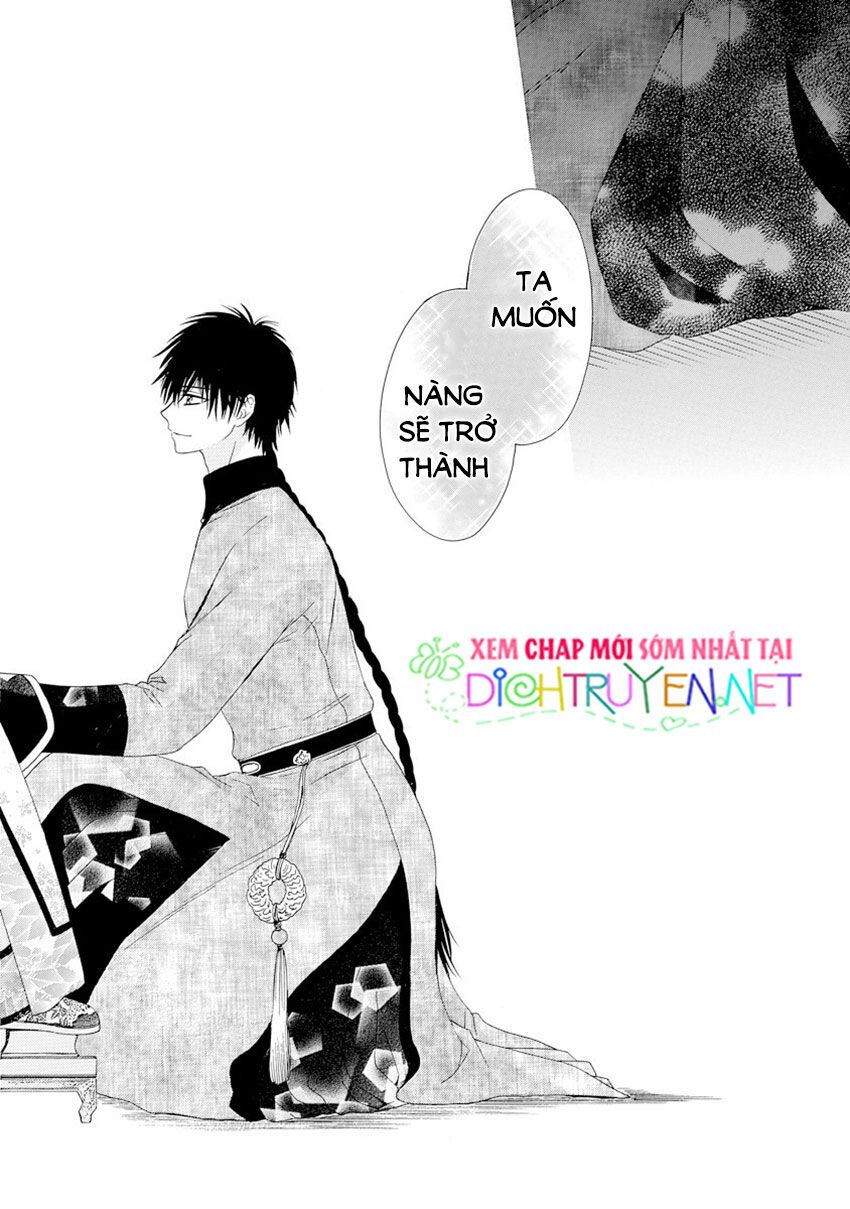 TA
MUỐN
NÀNG
SẼ TRỞ
THÀNH
XEM CHAP MỚI SỚM NHẤT TẠI
DICHTRUYEN.NET